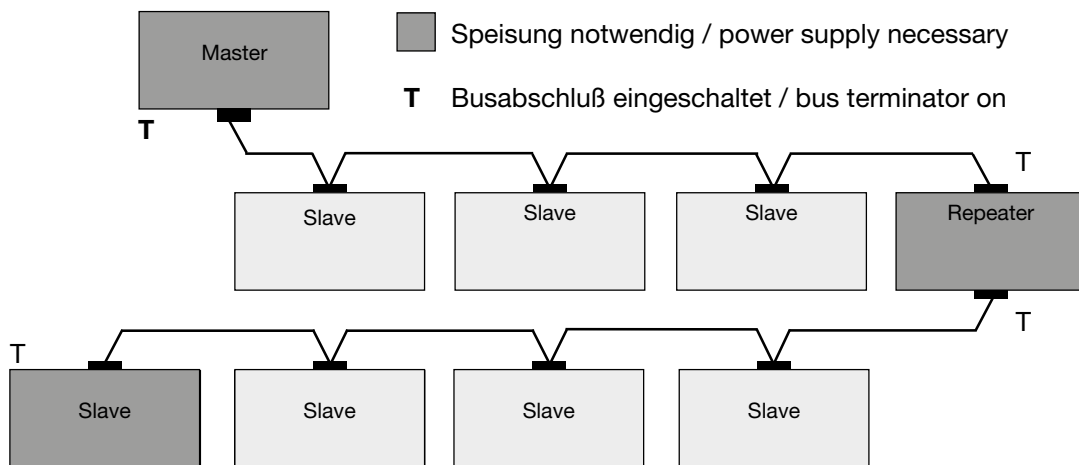 Master
Speisung notwendig / power supply necessary
T Busabschluß eingeschaltet / bus terminator on
T
T
Slave
Slave
Slave
Repeater
T
T
Slave
Slave
Slave
Slave